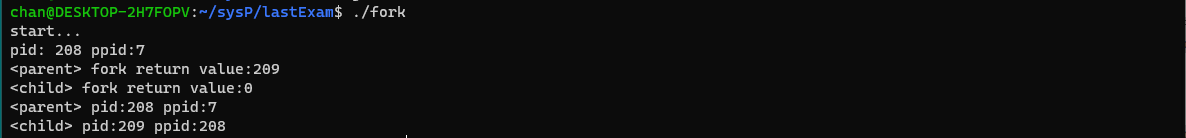 chan@DESKTOP-2H7FOPV:~/sysP/lastExam$ ./fork
start...
pid: 208 ppid:7
<parent> fork return value:209
<child> fork return value:0
<parent> pid:208 ppid:7
<child> pid:209 ppid:208